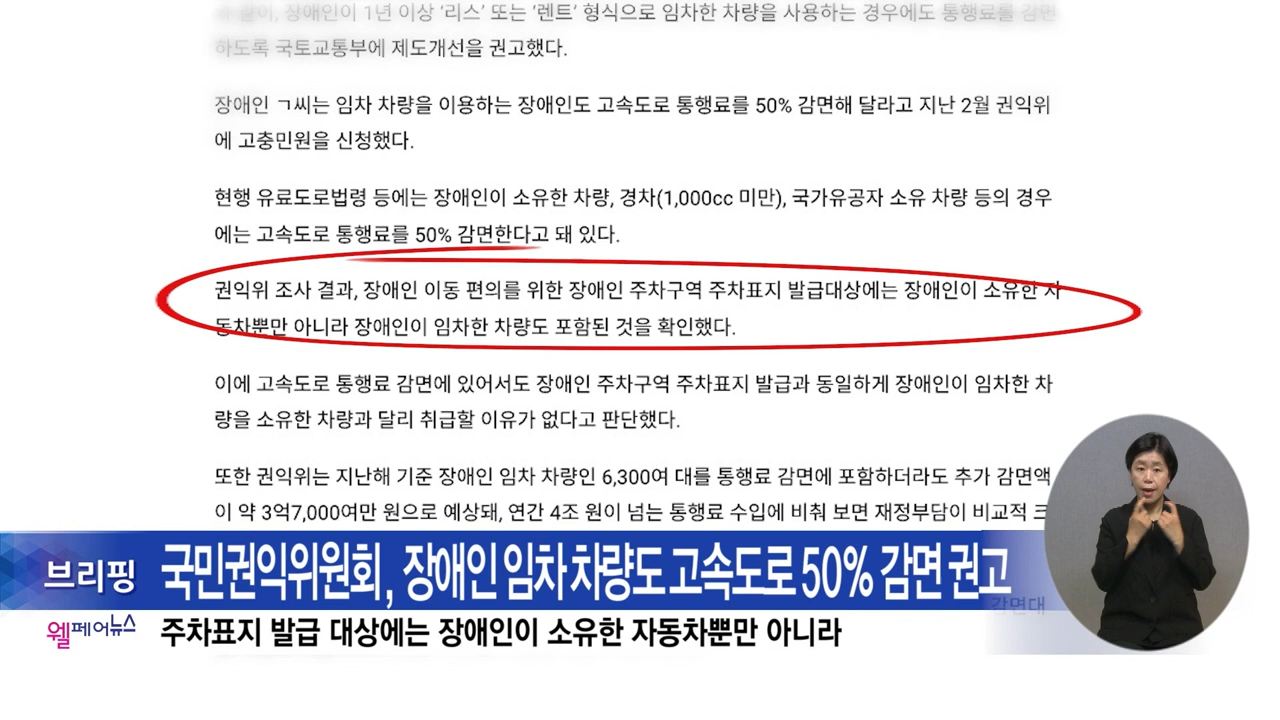 같이, 장애인이 1년 이상 ‘리스’ 또는 ‘렌트’ 형식으로 임차한 차량을 사용하는 경우에도 통행료를 감면
하도록 국토교통부에 제도개선을 권고했다.
장애인 ㄱ씨는 임차 차량을 이용하는 장애인도 고속도로 통행료를 50% 감면해 달라고 지난 2월 권익위
에 고충민원을 신청했다.
현행 유료도로법령 등에는 장애인이 소유한 차량, 경차(1,000cc 미만), 국가유공자 소유 차량 등의 경우
에는 고속도로 통행료를 50% 감면한다고 돼 있다.
권익위 조사 결과, 장애인 이동 편의를 위한 장애인 주차구역 주차표지 발급대상에는 장애인이 소유한 자
동차뿐만 아니라 장애인이 임차한 차량도 포함된 것을 확인했다.
이에 고속도로 통행료 감면에 있어서도 장애인 주차구역 주차표지 발급과 동일하게 장애인이 임차한 차
량을 소유한 차량과 달리 취급할 이유가 없다고 판단했다.
또한 권익위는 지난해 기준 장애인 임차 차량인 6,300여 대를 통행료 감면에 포함하더라도 추가 감면액
이 약 3억7,000여만 원으로 예상돼, 연간 4조 원이 넘는 통행료 수입에 비춰 보면 재정부담이 비교적 크
브리핑 국민권익위원회, 장애인 임차 차량도 고속도로 50% 감면 권고
감면대
웰페어뉴스 주차표지 발급 대상에는 장애인이 소유한 자동차뿐만 아니라